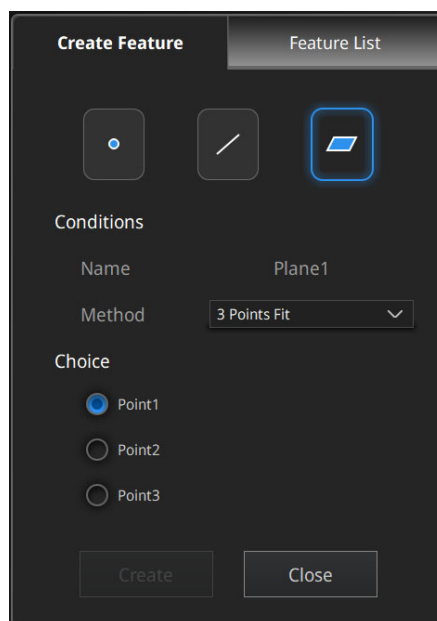 Create Feature Feature List
Conditions
Name Plane1
Method 3 Points Fit
Choice
Point1
Point2
Point3
Create Close